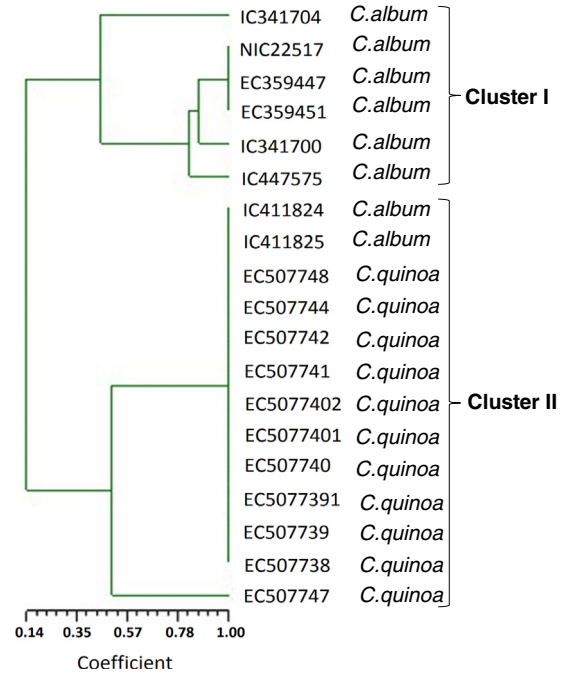 IC341704 C.album
NIC22517 C.album
EC359447 C.album
EC359451 C.album
IC341700 C.album
IC447575 C.album
Cluster I
IC411824 C.album
IC411825 C.album
EC507748 C.quinoa
EC507744 C.quinoa
EC507742 C.quinoa
EC507741 C.quinoa
EC5077402 C.quinoa
EC5077401 C.quinoa
EC507740 C.quinoa
EC5077391 C.quinoa
EC507739 C.quinoa
EC507738 C.quinoa
EC507747 C.quinoa
Cluster II
0.14 0.35 0.57 0.78 1.00
Coefficient